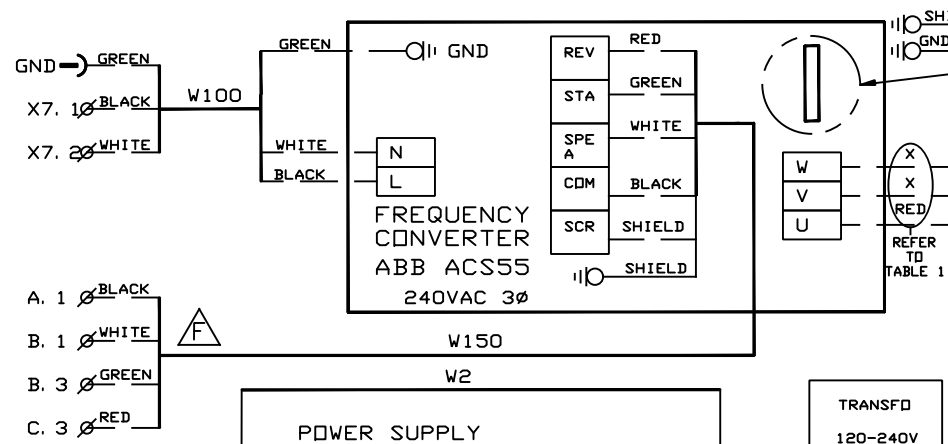 GND GREEN
X7. 1 BLACK
X7. 2 WHITE
W100
GREEN
GND
WHITE N
BLACK L
FREQUENCY
CONVERTER
ABB ACS55
240VAC 3Ø
REV RED
STA GREEN
SPE
A
WHITE
COM BLACK
SCR SHIELD
SHIELD
SHI
GND
W X
V X
U RED
REFER
TO
TABLE 1
A. 1 BLACK
B. 1 WHITE
B. 3 GREEN
C. 3 RED
F
W150
W2
POWER SUPPLY
TRANSFO
120-240V